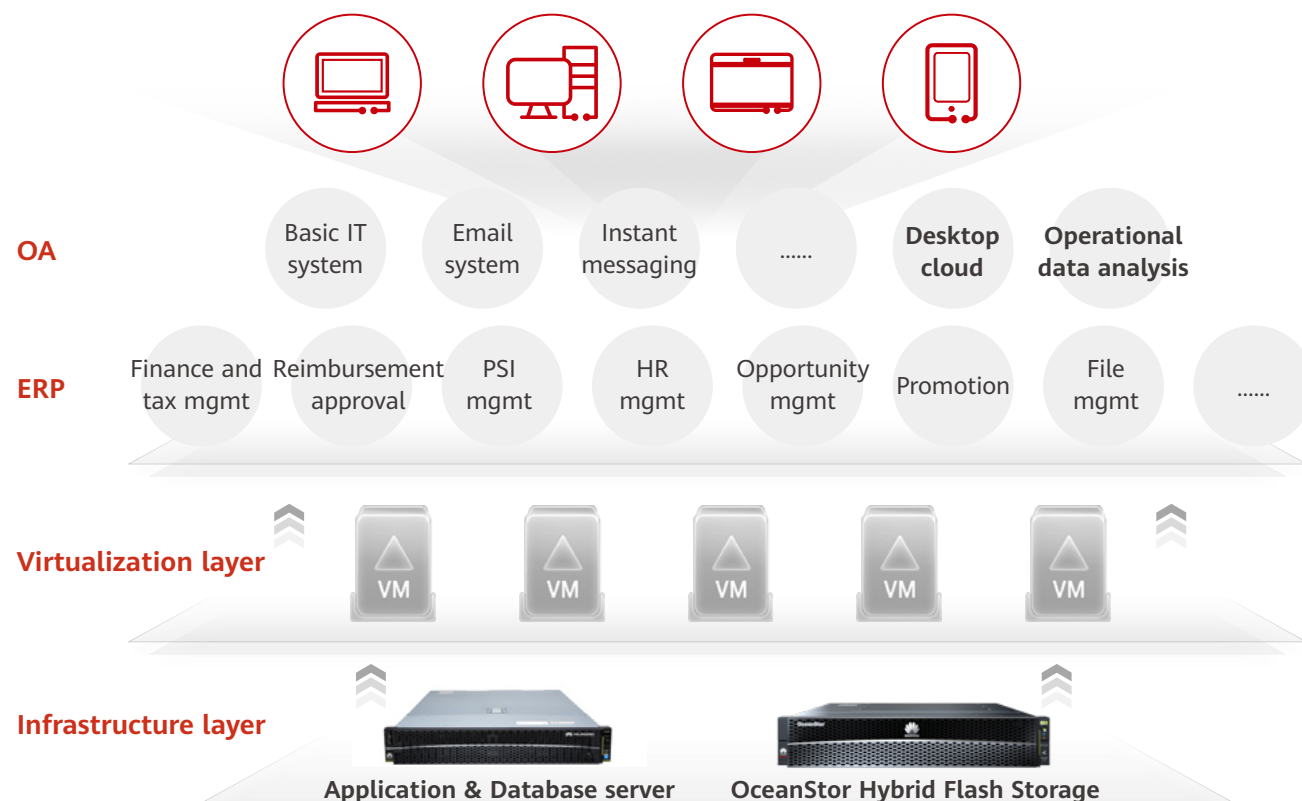 OA
Basic IT
system
Email
system
Instant
messaging
......
Desktop
cloud
Operational
data analysis
ERP
Finance and
tax mgmt
Reimbursement
approval
PSI
mgmt
HR
mgmt
Opportunity
mgmt
Promotion
File
mgmt
......
Virtualization layer
VM
VM
VM
VM
VM
Infrastructure layer
OceanStor
Application & Database server
OceanStor Hybrid Flash Storage